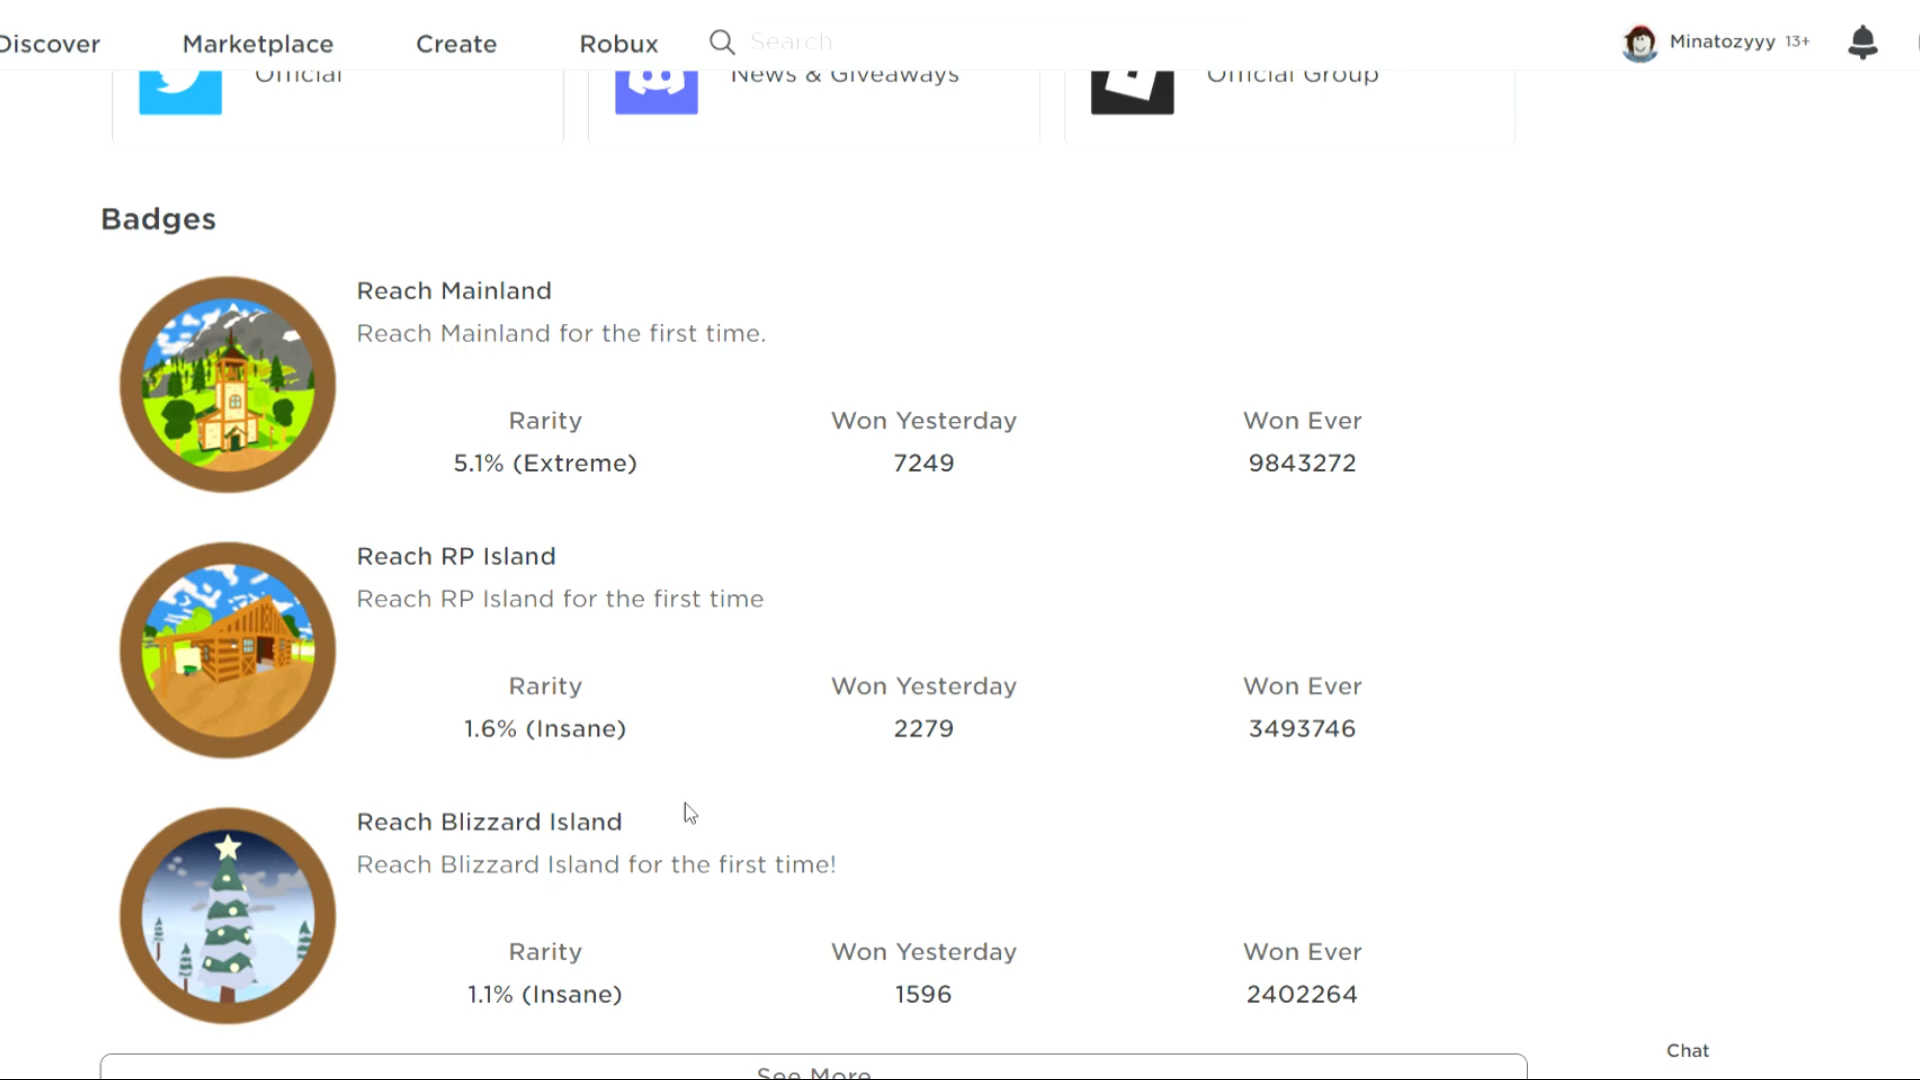 Discover Marketplace Create Robux Search Minatozyyy 13+
Official News & Giveaways Official Group
Badges
Reach Mainland
Reach Mainland for the first time.
Rarity Won Yesterday Won Ever
5.1% (Extreme) 7249 9843272
Reach RP Island
Reach RP Island for the first time
Rarity Won Yesterday Won Ever
1.6% (Insane) 2279 3493746
Reach Blizzard Island
Reach Blizzard Island for the first time!
Rarity Won Yesterday Won Ever
1.1% (Insane) 1596 2402264
Chat
See More